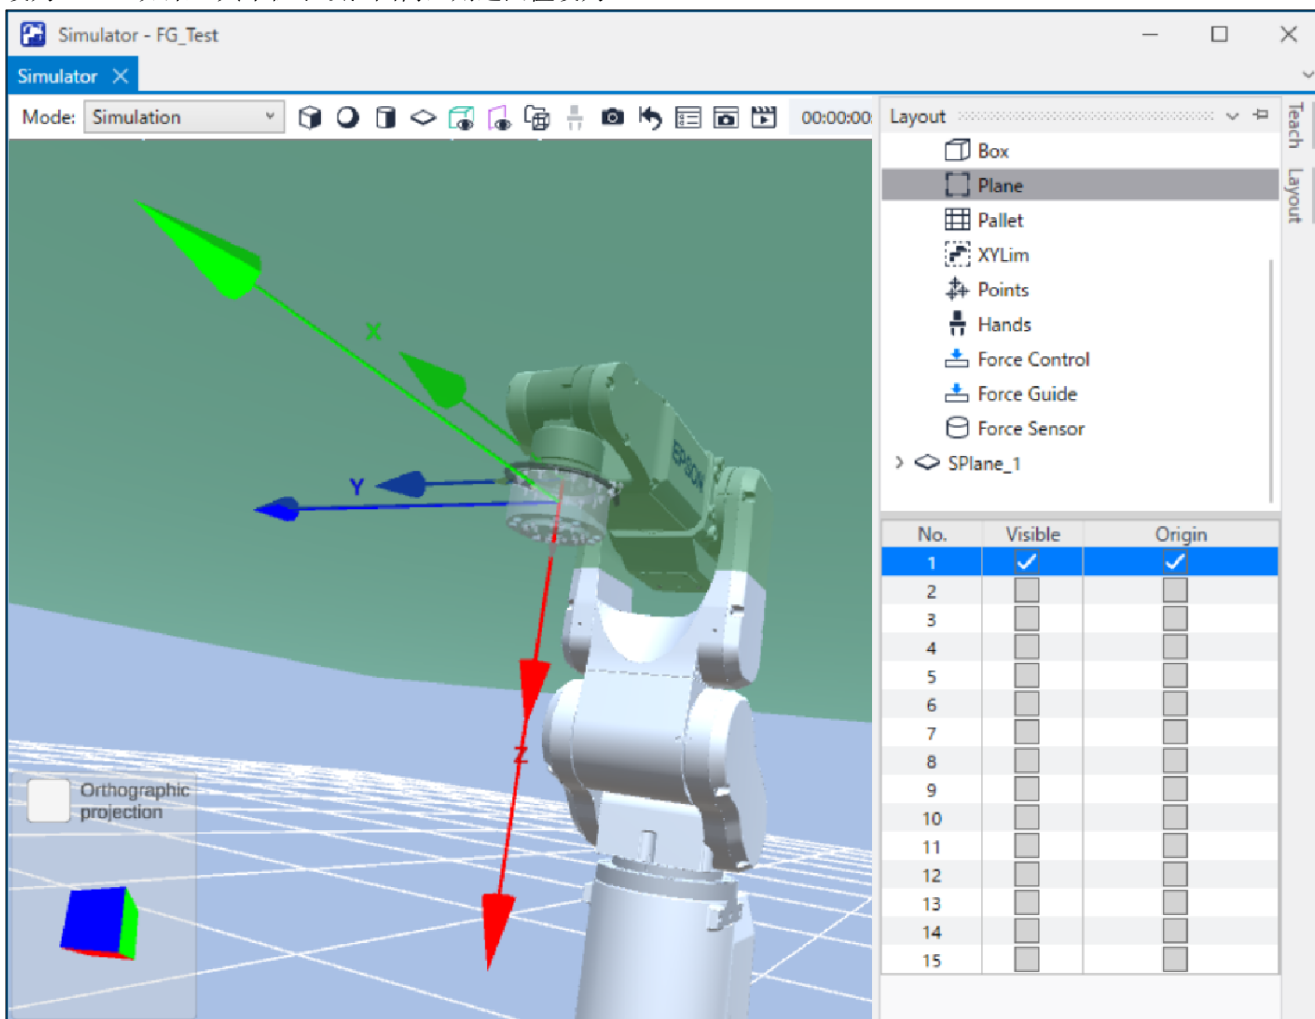 Simulator - FG_Test
Simulator
Mode: Simulation
00:00:00
Layout
Teach
Layout
Box
Plane
Pallet
XYLim
Points
Hands
Force Control
Force Guide
Force Sensor
SPlane_1
X
Y
Z
EPSON
Orthographic
projection
No. Visible Origin
1
2
3
4
5
6
7
8
9
10
11
12
13
14
15